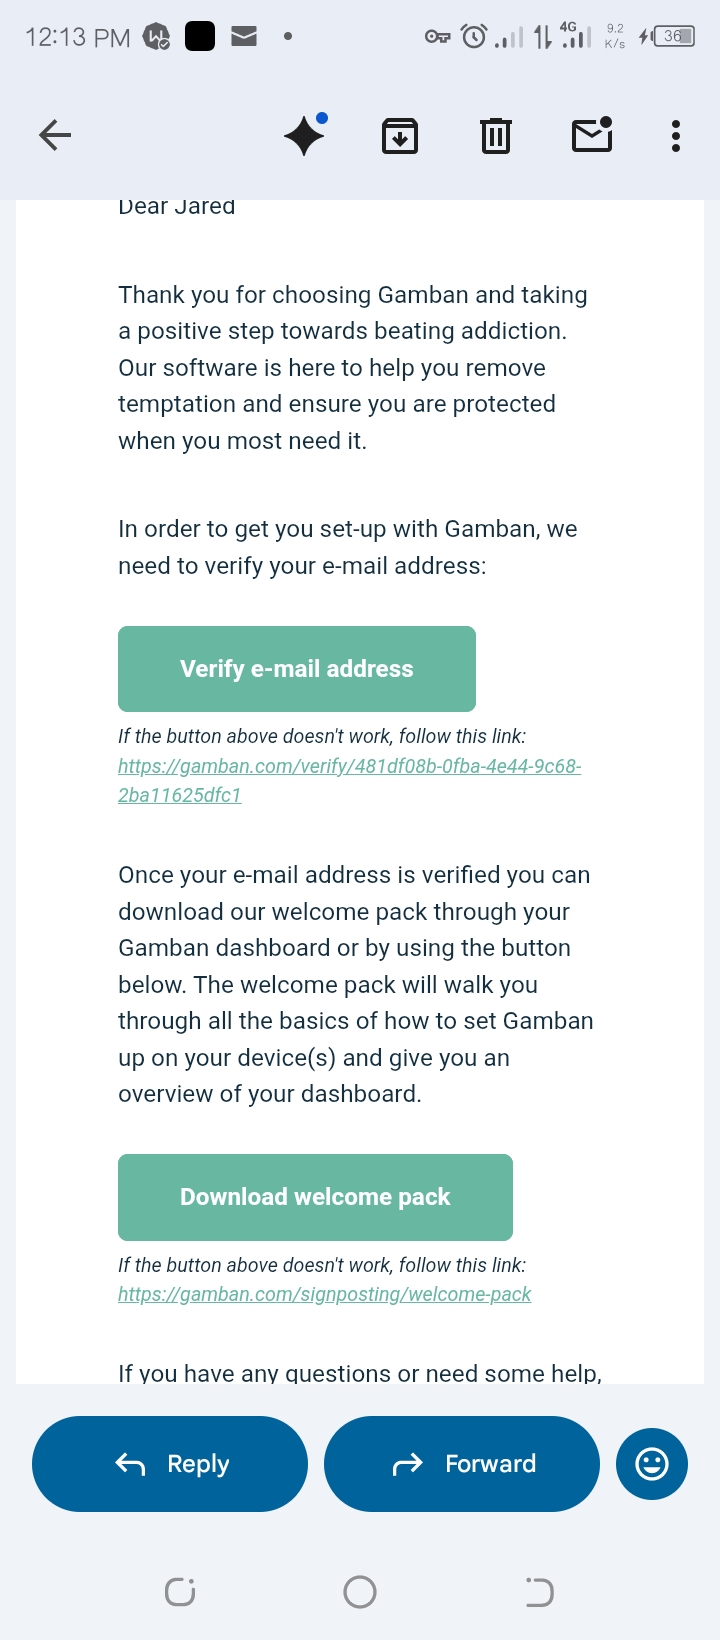 12:13 PM
4G
9.2
K/s
36
Dear Jared
Thank you for choosing Gamban and taking
a positive step towards beating addiction.
Our software is here to help you remove
temptation and ensure you are protected
when you most need it.
In order to get you set-up with Gamban, we
need to verify your e-mail address:
Verify e-mail address
If the button above doesn't work, follow this link:
https://gamban.com/verify/481df08b-0fba-4e44-9c68-
2ba11625dfc1
Once your e-mail address is verified you can
download our welcome pack through your
Gamban dashboard or by using the button
below. The welcome pack will walk you
through all the basics of how to set Gamban
up on your device(s) and give you an
overview of your dashboard.
Download welcome pack
If the button above doesn't work, follow this link:
https://gamban.com/signposting/welcome-pack
If you have any questions or need some help,
Reply
Forward